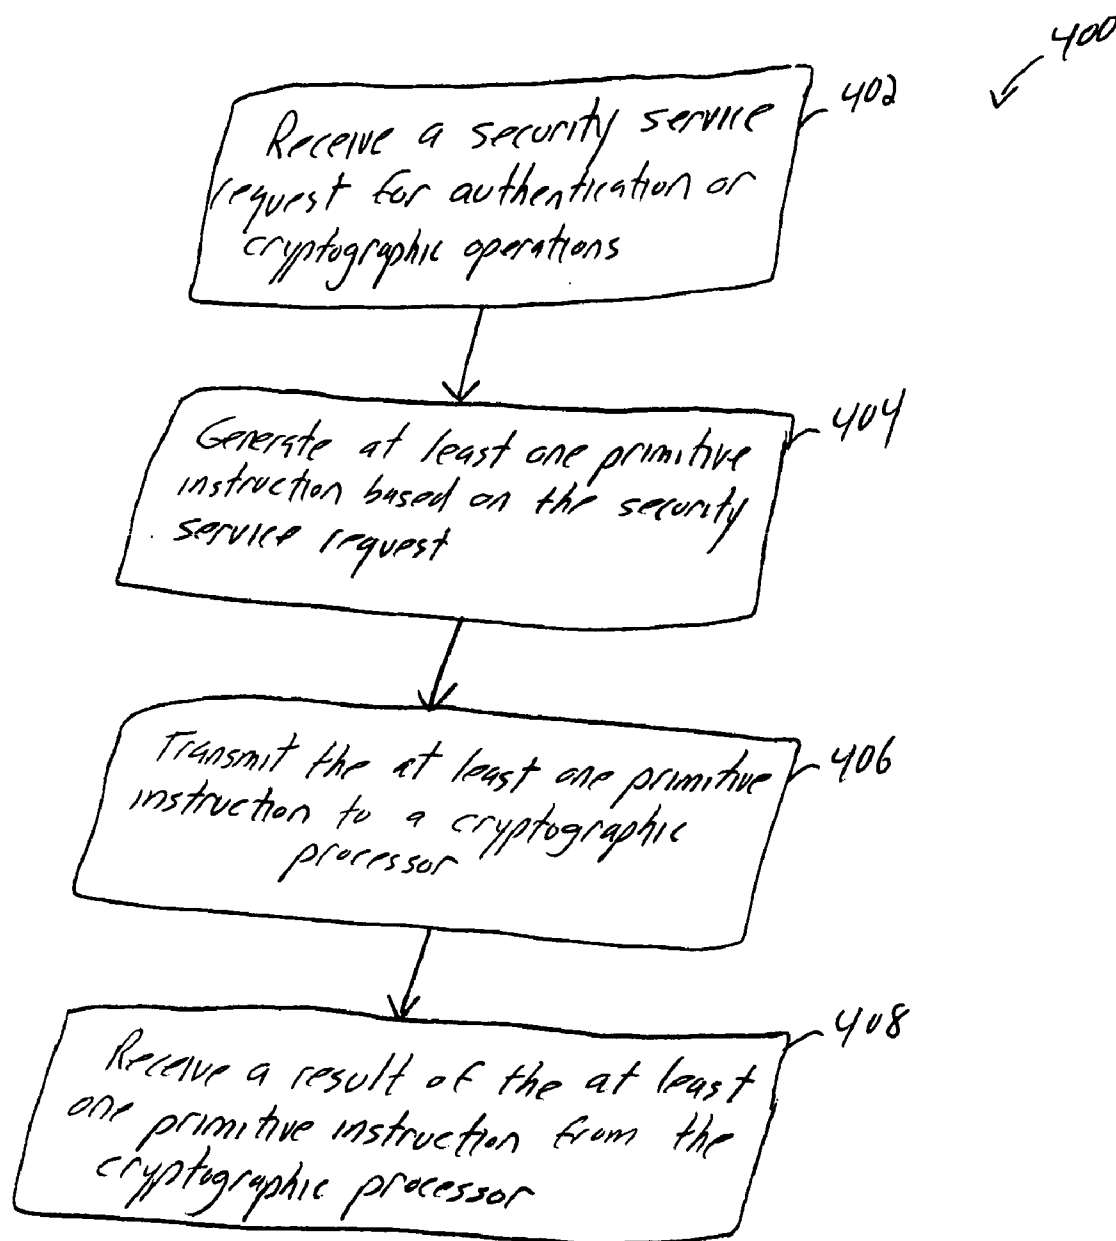 400
Receive a security service
402
request for authentication or
cryptographic operations
Generate at least one primitive
404
instruction based on the security
service request
Transmit the at least one primitive
406
instruction to a cryptographic
processor
Receive a result of the at least
408
one primitive instruction from the
cryptographic processor